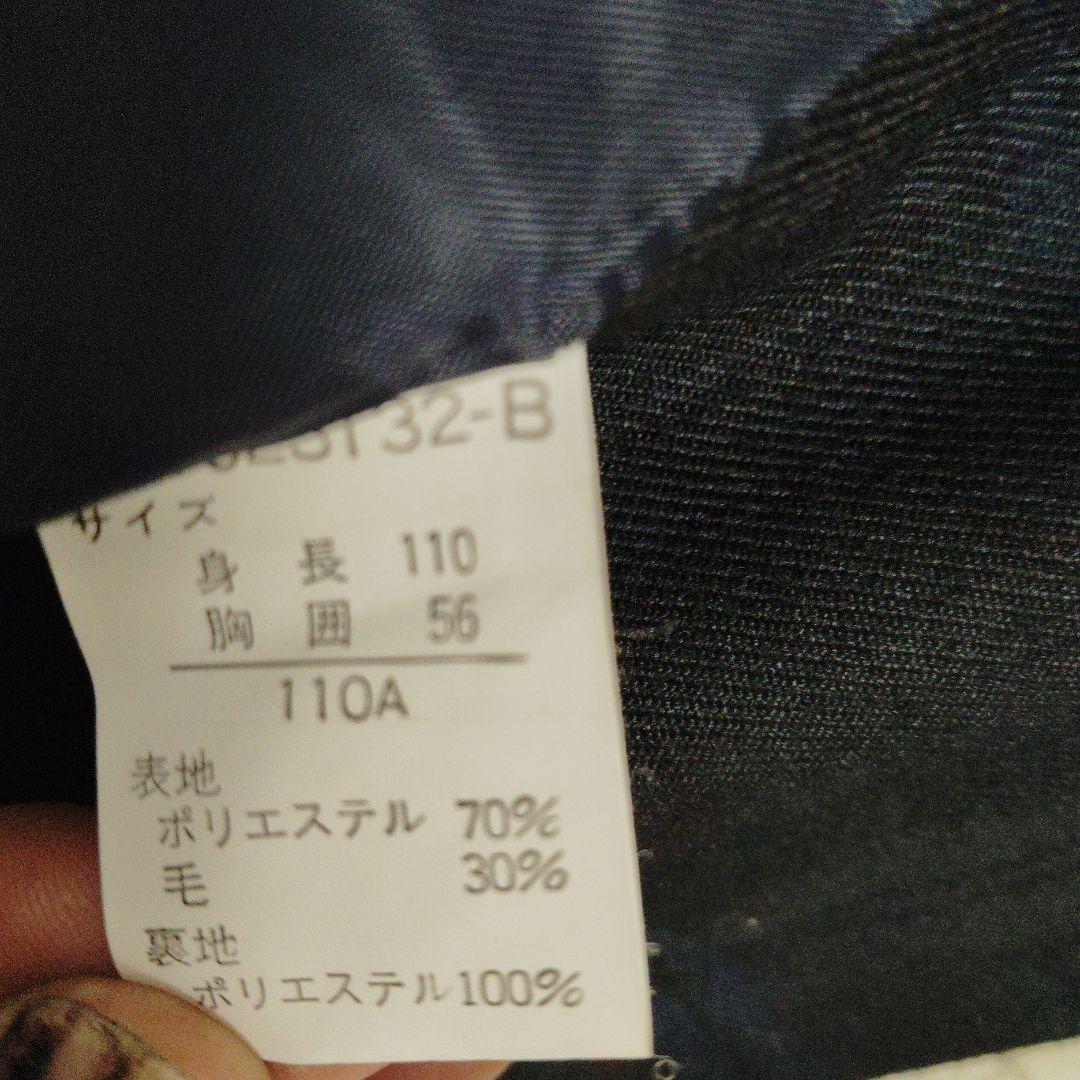 32-B
サイズ
身長 110
胸囲 56
110A
表地
ポリエステル 70%
毛 30%
裏地
ポリエステル100%